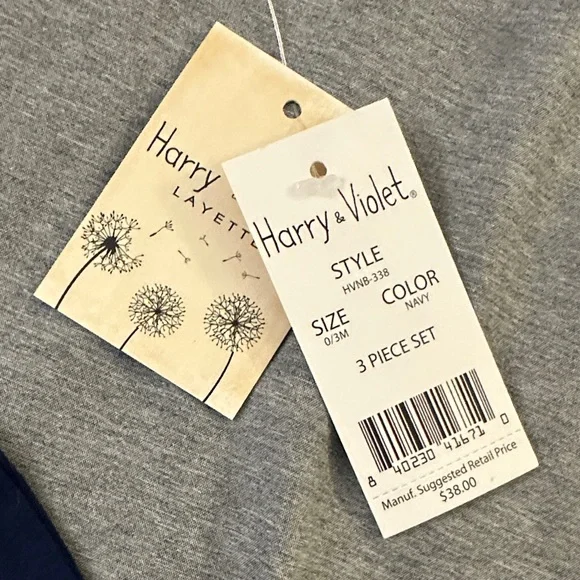 Harry
LAYETTE
Harry & Violet®
STYLE
HVNB-338
SIZE
0/3M
COLOR
NAVY
3 PIECE SET
8 40230 41671 0
Manuf. Suggested Retail Price
$38.00